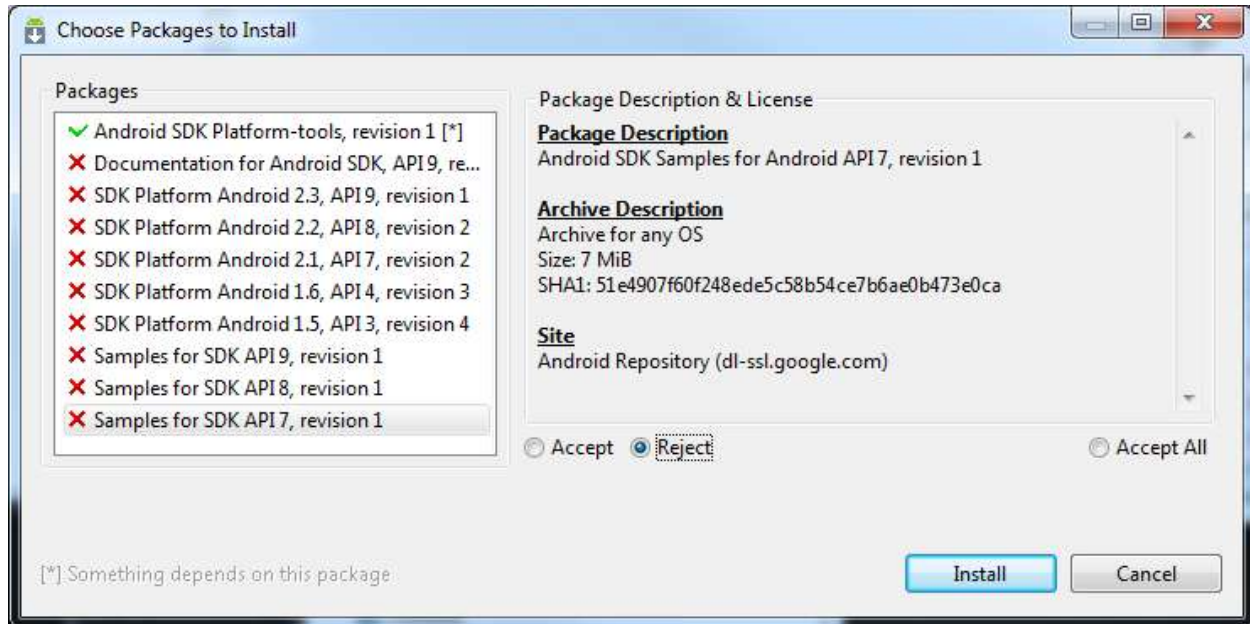 Choose Packages to Install
Packages
Android SDK Platform-tools, revision 1 [*]
Documentation for Android SDK, API 9, re...
SDK Platform Android 2.3, API 9, revision 1
SDK Platform Android 2.2, API 8, revision 2
SDK Platform Android 2.1, API 7, revision 2
SDK Platform Android 1.6, API 4, revision 3
SDK Platform Android 1.5, API 3, revision 4
Samples for SDK API 9, revision 1
Samples for SDK API 8, revision 1
Samples for SDK API 7, revision 1
Package Description & License
Package Description
Android SDK Samples for Android API 7, revision 1
Archive Description
Archive for any OS
Size: 7 MiB
SHA1: 51e4907f60f248ede5c58b54ce7b6ae0b473e0ca
Site
Android Repository (dl-ssl.google.com)
Accept Reject Accept All
[*] Something depends on this package
Install Cancel